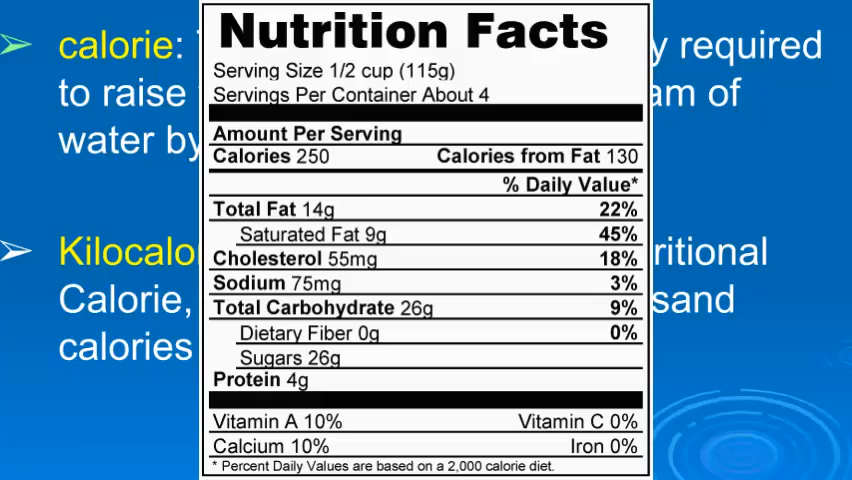 Nutrition Facts
Serving Size 1/2 cup (115g)
Servings Per Container About 4
Amount Per Serving
Calories 250 Calories from Fat 130
% Daily Value*
Total Fat 14g 22%
Saturated Fat 9g 45%
Cholesterol 55mg 18%
Sodium 75mg 3%
Total Carbohydrate 26g 9%
Dietary Fiber 0g 0%
Sugars 26g
Protein 4g
Vitamin A 10% Vitamin C 0%
Calcium 10% Iron 0%
* Percent Daily Values are based on a 2,000 calorie diet.
calorie: required
to raise of
water
Calorie,
calories